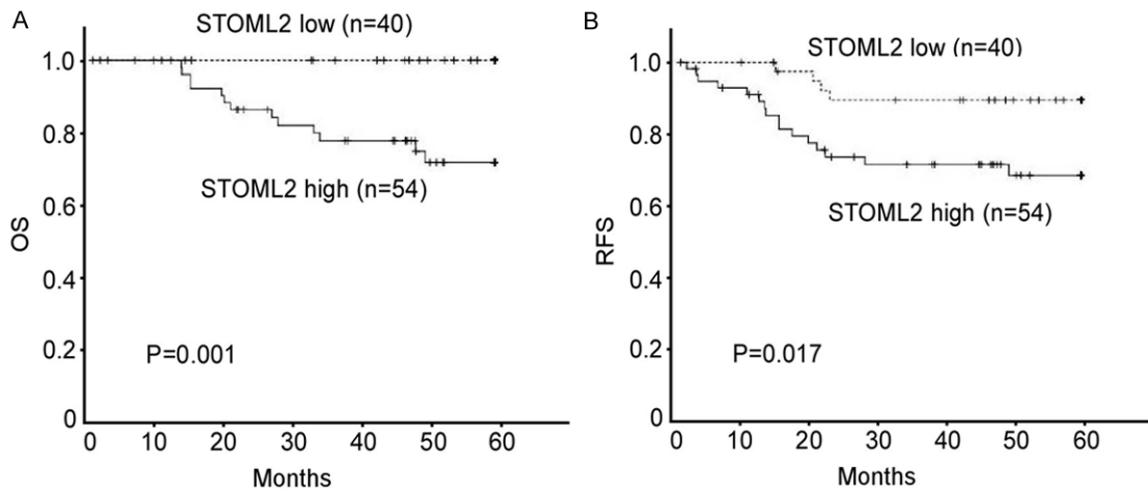 A
STOML2 low (n=40)
1.0
0.8
STOML2 high (n=54)
0.6
OS
0.4
P=0.001
0.2
0
0 10 20 30 40 50 60
Months
B
STOML2 low (n=40)
1.0
0.8
0.6
STOML2 high (n=54)
RFS
0.4
P=0.017
0.2
0
0 10 20 30 40 50 60
Months